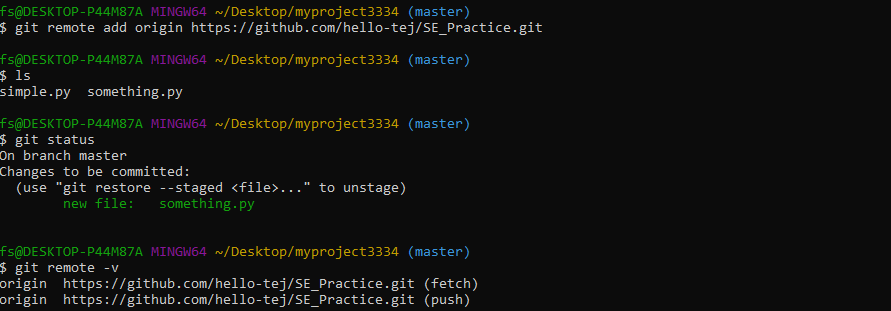 fs@DESKTOP-P44M87A MINGW64 ~/Desktop/myproject3334 (master)
$ git remote add origin https://github.com/hello-tej/SE_Practice.git
fs@DESKTOP-P44M87A MINGW64 ~/Desktop/myproject3334 (master)
$ ls
simple.py  something.py
fs@DESKTOP-P44M87A MINGW64 ~/Desktop/myproject3334 (master)
$ git status
On branch master
Changes to be committed:
  (use "git restore --staged <file>..." to unstage)
        new file:   something.py
fs@DESKTOP-P44M87A MINGW64 ~/Desktop/myproject3334 (master)
$ git remote -v
origin  https://github.com/hello-tej/SE_Practice.git (fetch)
origin  https://github.com/hello-tej/SE_Practice.git (push)